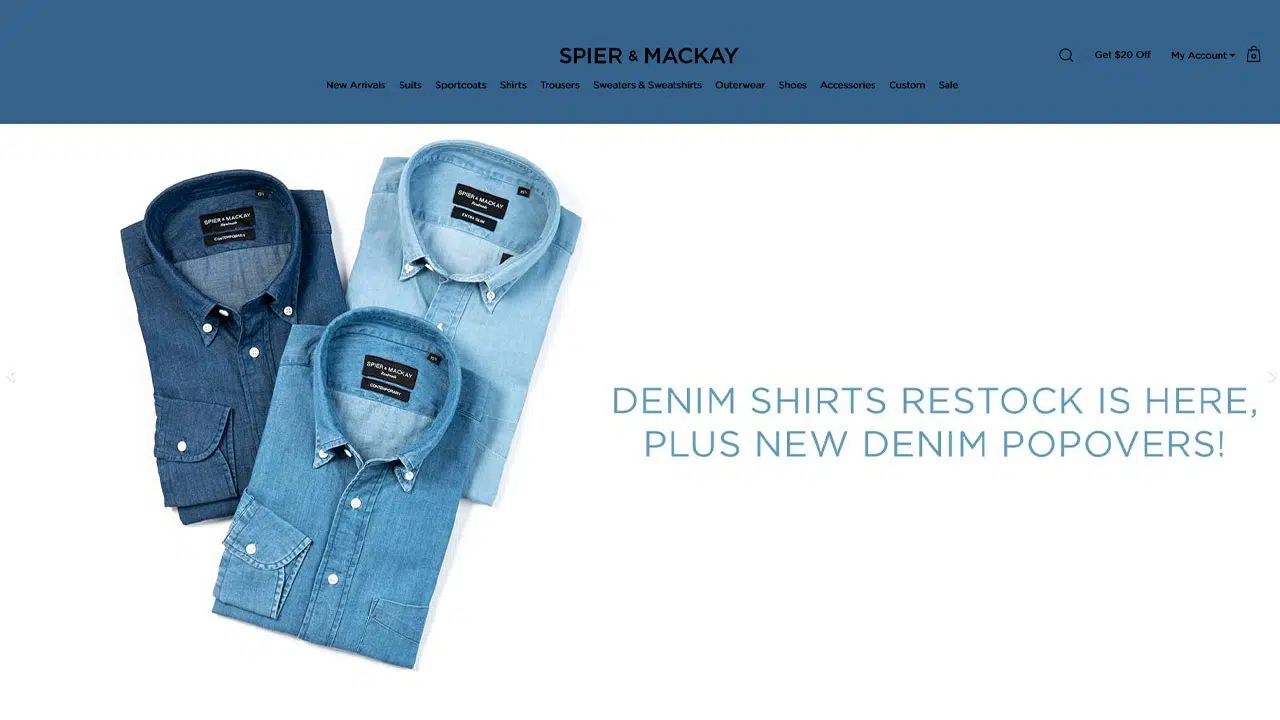 SPIER & MACKAY
Get $20 Off
My Account
0
New Arrivals Suits Sportcoats Shirts Trousers Sweaters & Sweatshirts Outerwear Shoes Accessories Custom Sale
SPIER & MACKAY
CONTEMPORARY
SPIER & MACKAY
EXTRA SLIM
SPIER & MACKAY
CONTEMPORARY
DENIM SHIRTS RESTOCK IS HERE,
PLUS NEW DENIM POPOVERS!